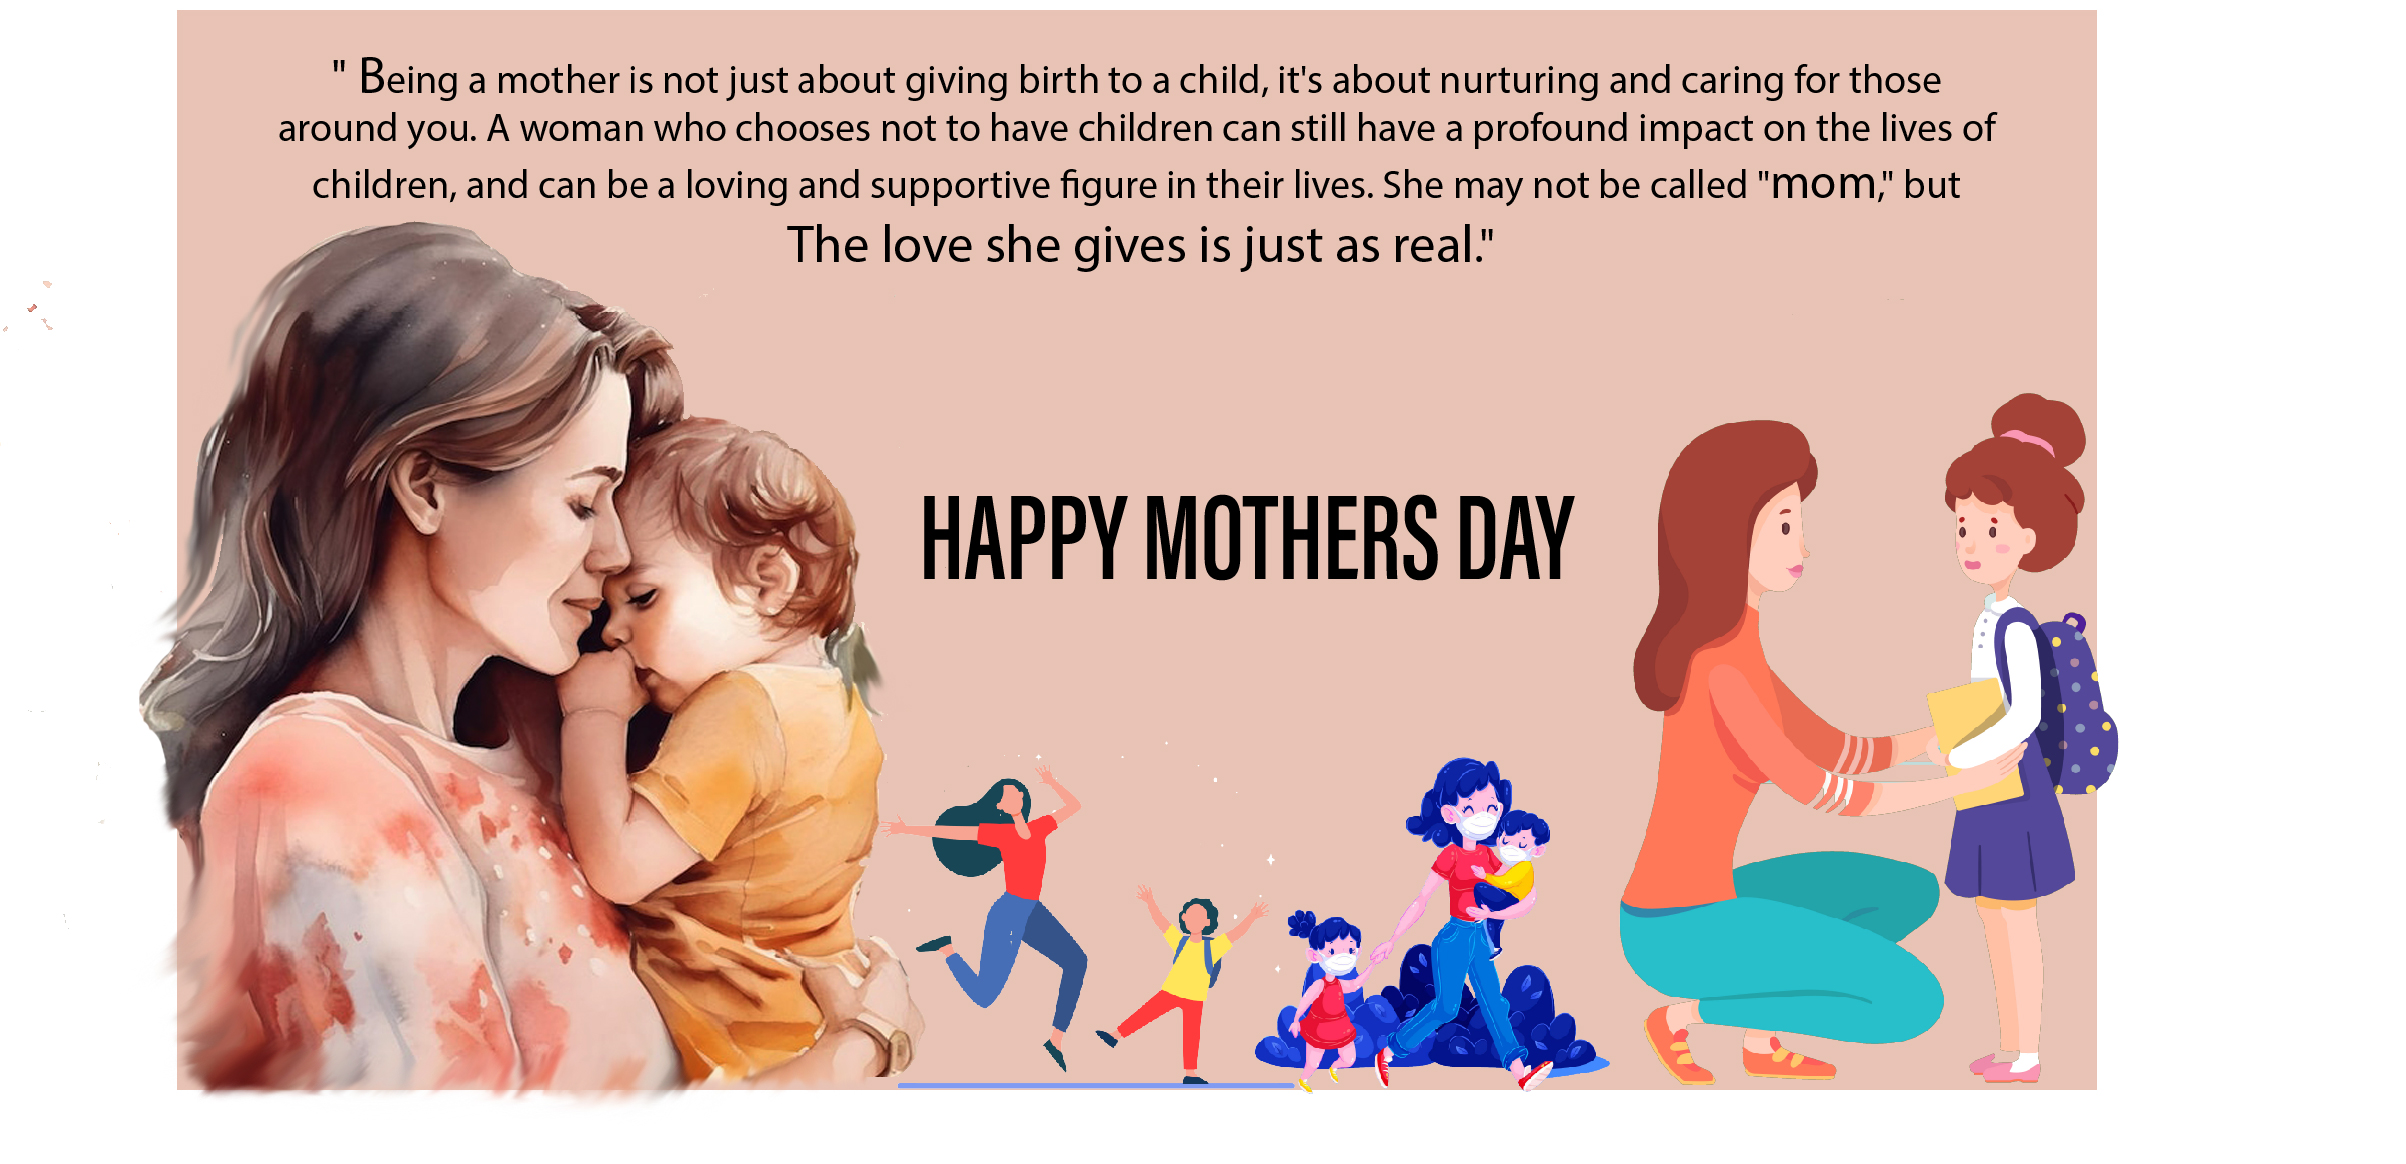 " Being a mother is not just about giving birth to a child, it's about nurturing and caring for those
around you. A woman who chooses not to have children can still have a profound impact on the lives of
children, and can be a loving and supportive figure in their lives. She may not be called "mom," but
The love she gives is just as real."
HAPPY MOTHERS DAY